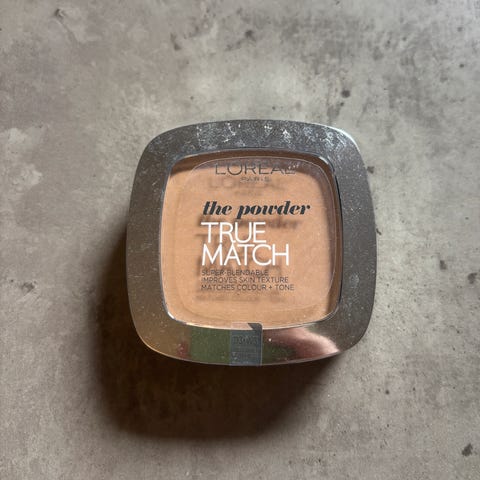 L'ORÉAL
PARIS
the powder
TRUE
MATCH
SUPER-BLENDABLE
IMPROVES SKIN TEXTURE
MATCHES COLOUR + TONE